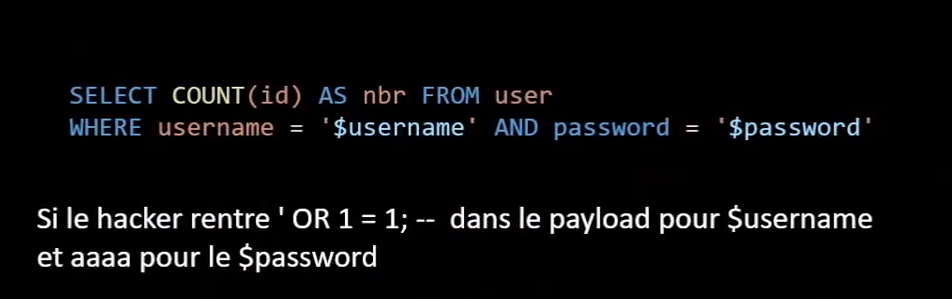 SELECT COUNT(id) AS nbr FROM user
WHERE username = '$username' AND password = '$password'
Si le hacker rentre ' OR 1 = 1; -- dans le payload pour $username
et aaaa pour le $password